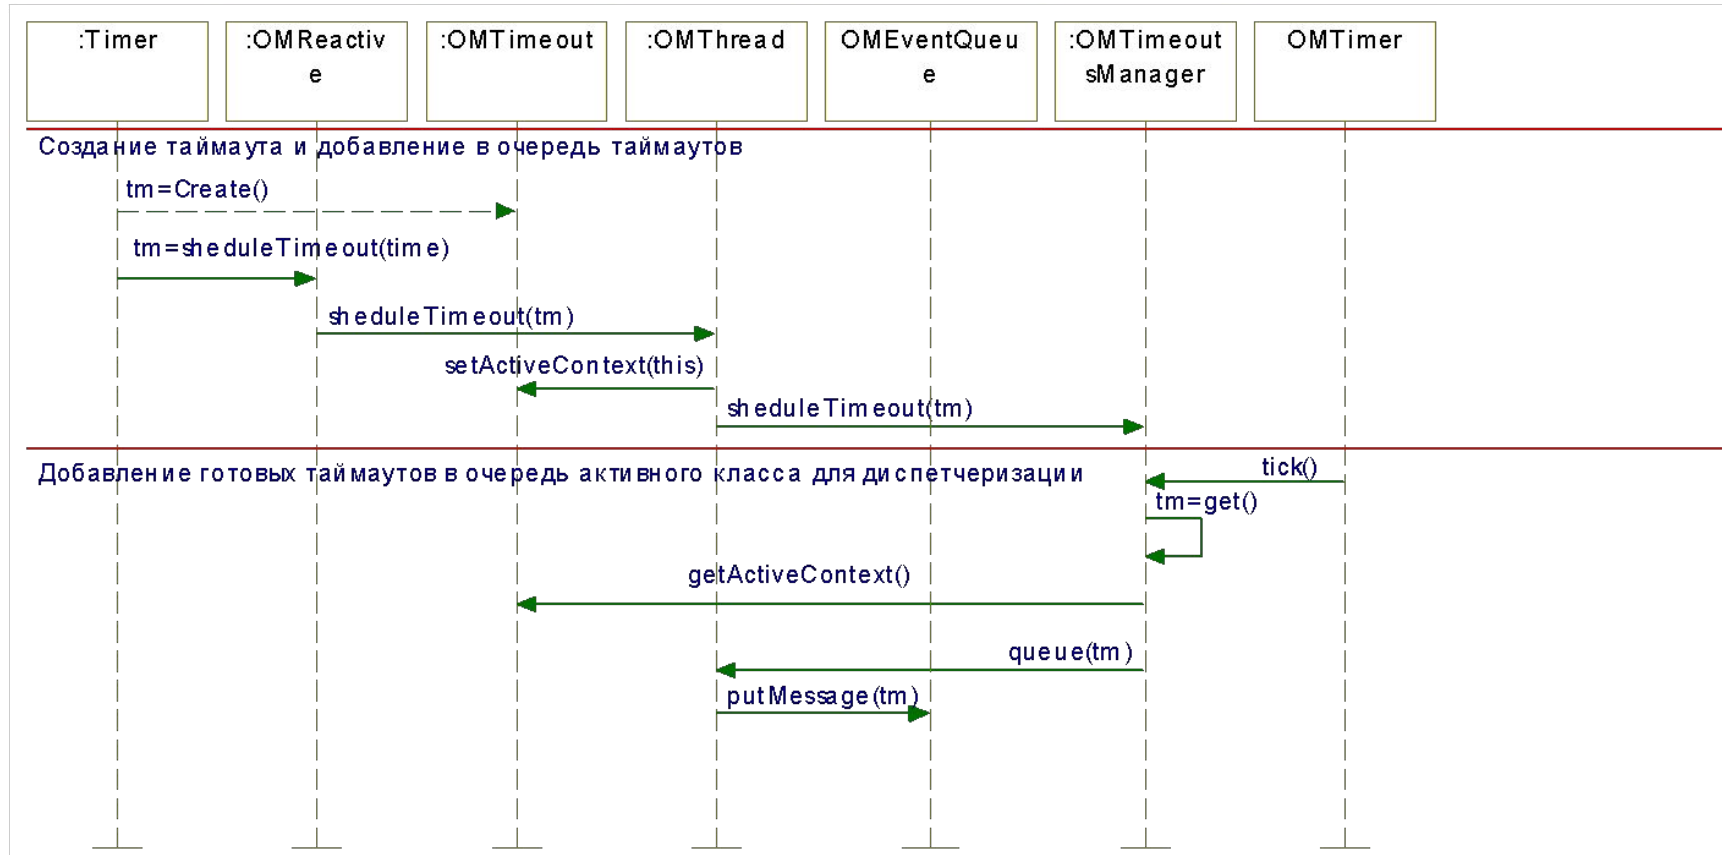 :Timer
:OMReactiv
e
:OMTimeout
:OMThread
OMEventQueu
e
:OMTimeout
sManager
OMTimer
Создание таймаута и добавление в очередь таймаутов
tm=Create()
tm=sheduleTimeout(time)
sheduleTimeout(tm)
setActiveContext(this)
sheduleTimeout(tm)
Добавление готовых таймаутов в очередь активного класса для диспетчеризации
tick()
tm=get()
getActiveContext()
queue(tm)
putMessage(tm)